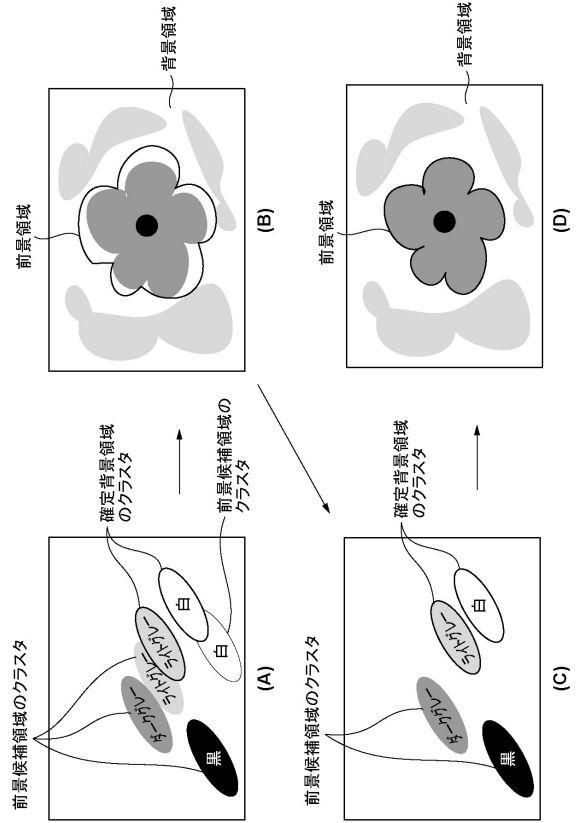 前景候補領域のクラスタ
確定背景領域
のクラスタ
前景候補領域の
クラスタ
黒
ダークグレー
ライトグレー
ライトグレー
白
白
(A)
前景領域
背景領域
(B)
前景候補領域のクラスタ
確定背景領域
のクラスタ
黒
ダークグレー
ライトグレー
白
(C)
前景領域
背景領域
(D)